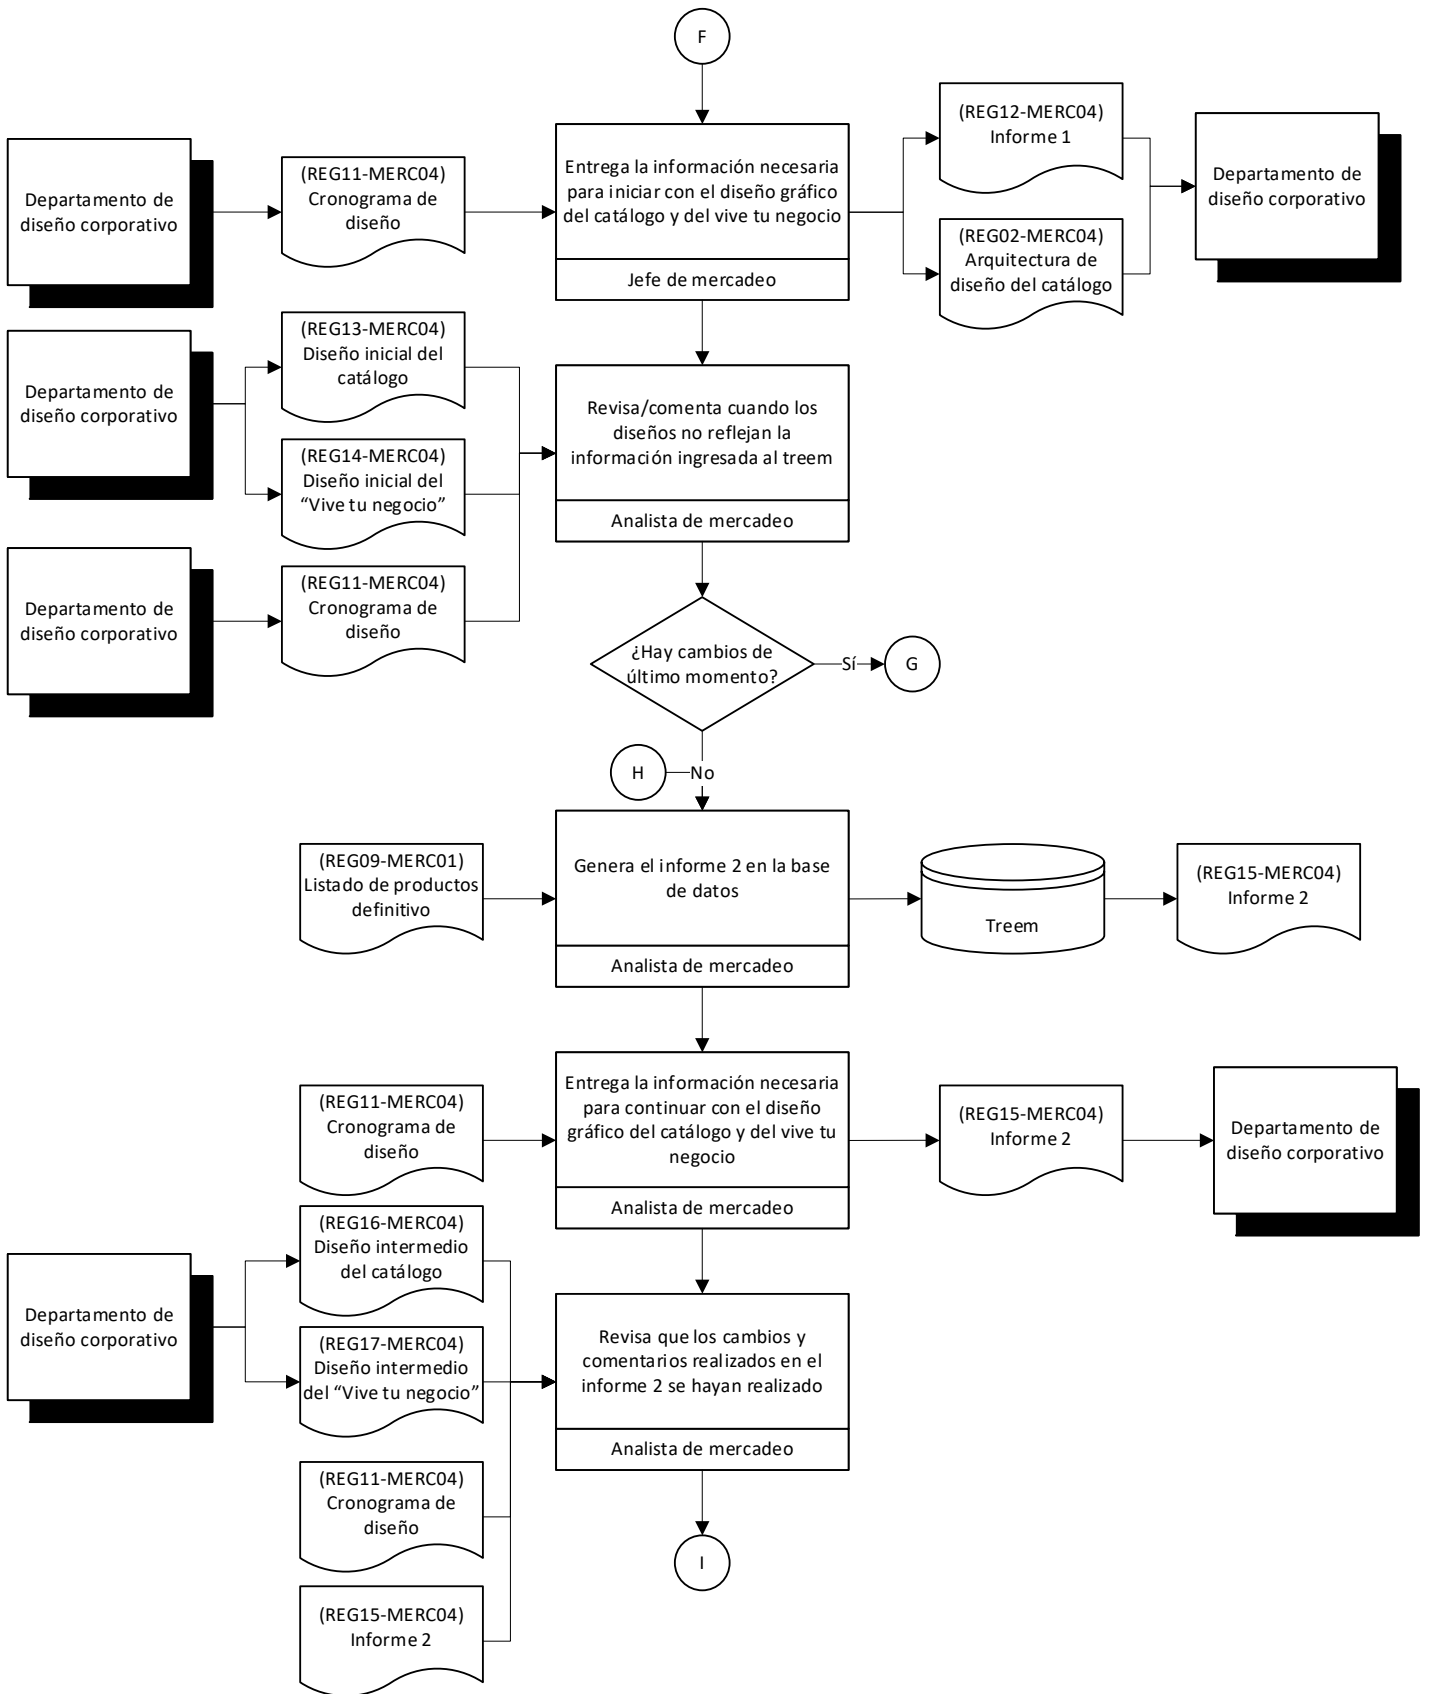 F
Departamento de
diseño corporativo
(REG11-MERC04)
Cronograma de
diseño
Entrega la información necesaria
para iniciar con el diseño gráfico
del catálogo y del vive tu negocio
Jefe de mercadeo
(REG12-MERC04)
Informe 1
(REG02-MERC04)
Arquitectura de
diseño del catálogo
Departamento de
diseño corporativo
Departamento de
diseño corporativo
(REG13-MERC04)
Diseño inicial del
catálogo
(REG14-MERC04)
Diseño inicial del
“Vive tu negocio”
Departamento de
diseño corporativo
(REG11-MERC04)
Cronograma de
diseño
Revisa/comenta cuando los
diseños no reflejan la
información ingresada al treem
Analista de mercadeo
¿Hay cambios de
último momento?
Sí
G
H
No
(REG09-MERC01)
Listado de productos
definitivo
Genera el informe 2 en la base
de datos
Analista de mercadeo
Treem
(REG15-MERC04)
Informe 2
(REG11-MERC04)
Cronograma de
diseño
Entrega la información necesaria
para continuar con el diseño
gráfico del catálogo y del vive tu
negocio
Analista de mercadeo
(REG15-MERC04)
Informe 2
Departamento de
diseño corporativo
Departamento de
diseño corporativo
(REG16-MERC04)
Diseño intermedio
del catálogo
(REG17-MERC04)
Diseño intermedio
del “Vive tu negocio”
(REG11-MERC04)
Cronograma de
diseño
(REG15-MERC04)
Informe 2
Revisa que los cambios y
comentarios realizados en el
informe 2 se hayan realizado
Analista de mercadeo
I